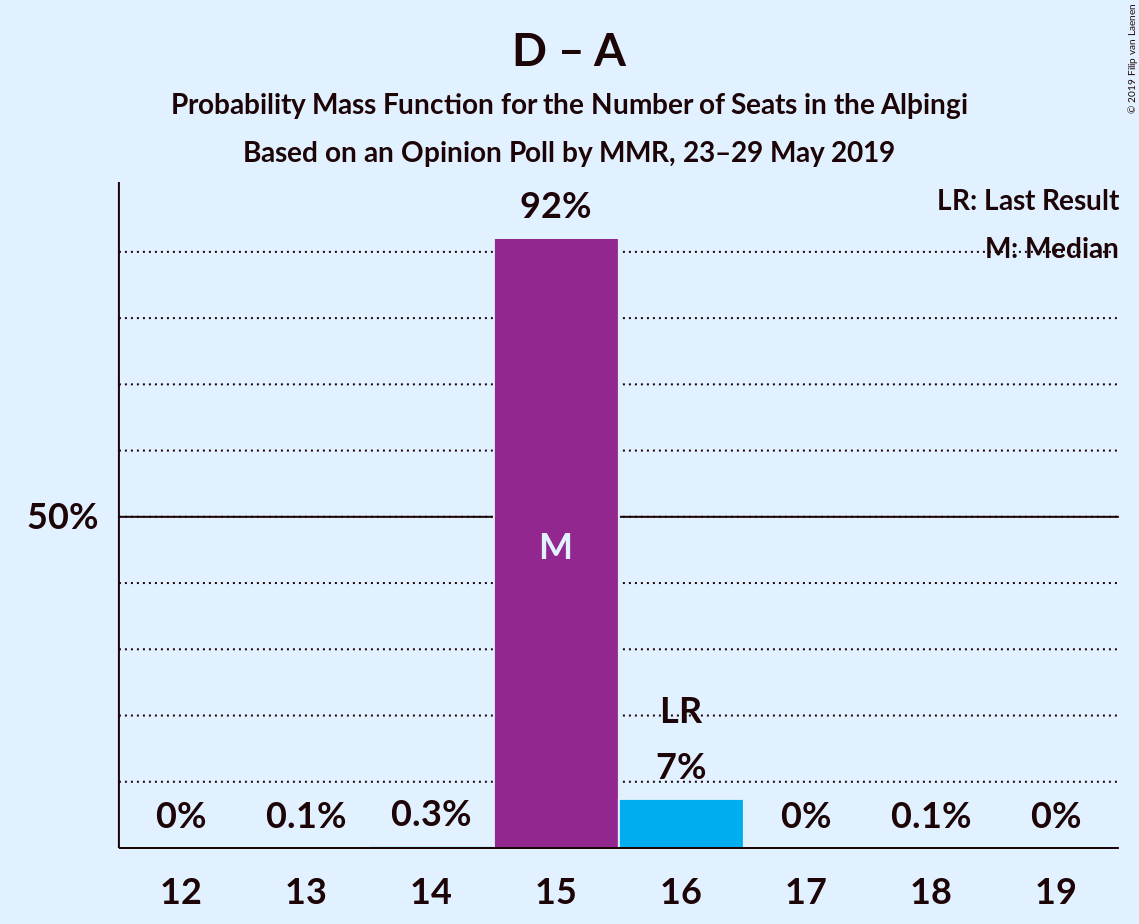 D – A
Probability Mass Function for the Number of Seats in the Alþingi
Based on an Opinion Poll by MMR, 23–29 May 2019
© 2019 Filip van Laenen
LR: Last Result
M: Median
92%
50%
M
LR
7%
0%
0.1%
0.3%
0%
0.1%
0%
12
13
14
15
16
17
18
19